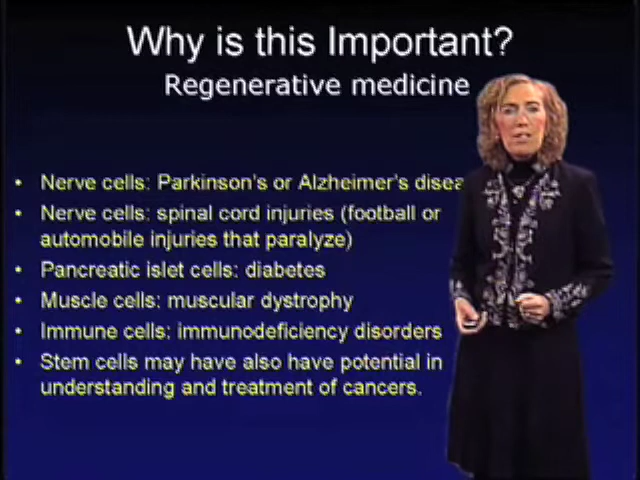 Why is this Important?
Regenerative medicine
• Nerve cells: Parkinson's or Alzheimer's disea
• Nerve cells: spinal cord injuries (football or
automobile injuries that paralyze)
• Pancreatic islet cells: diabetes
• Muscle cells: muscular dystrophy
• Immune cells: immunodeficiency disorders
• Stem cells may have also have potential in
understanding and treatment of cancers.